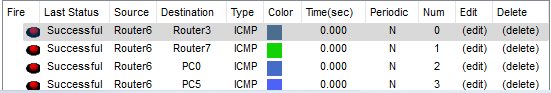 Fire Last Status Source Destination Type Color Time(sec) Periodic Num Edit Delete
Successful Router6 Router3 ICMP 0.000 N 0 (edit) (delete)
Successful Router6 Router7 ICMP 0.000 N 1 (edit) (delete)
Successful Router6 PC0 ICMP 0.000 N 2 (edit) (delete)
Successful Router6 PC5 ICMP 0.000 N 3 (edit) (delete)